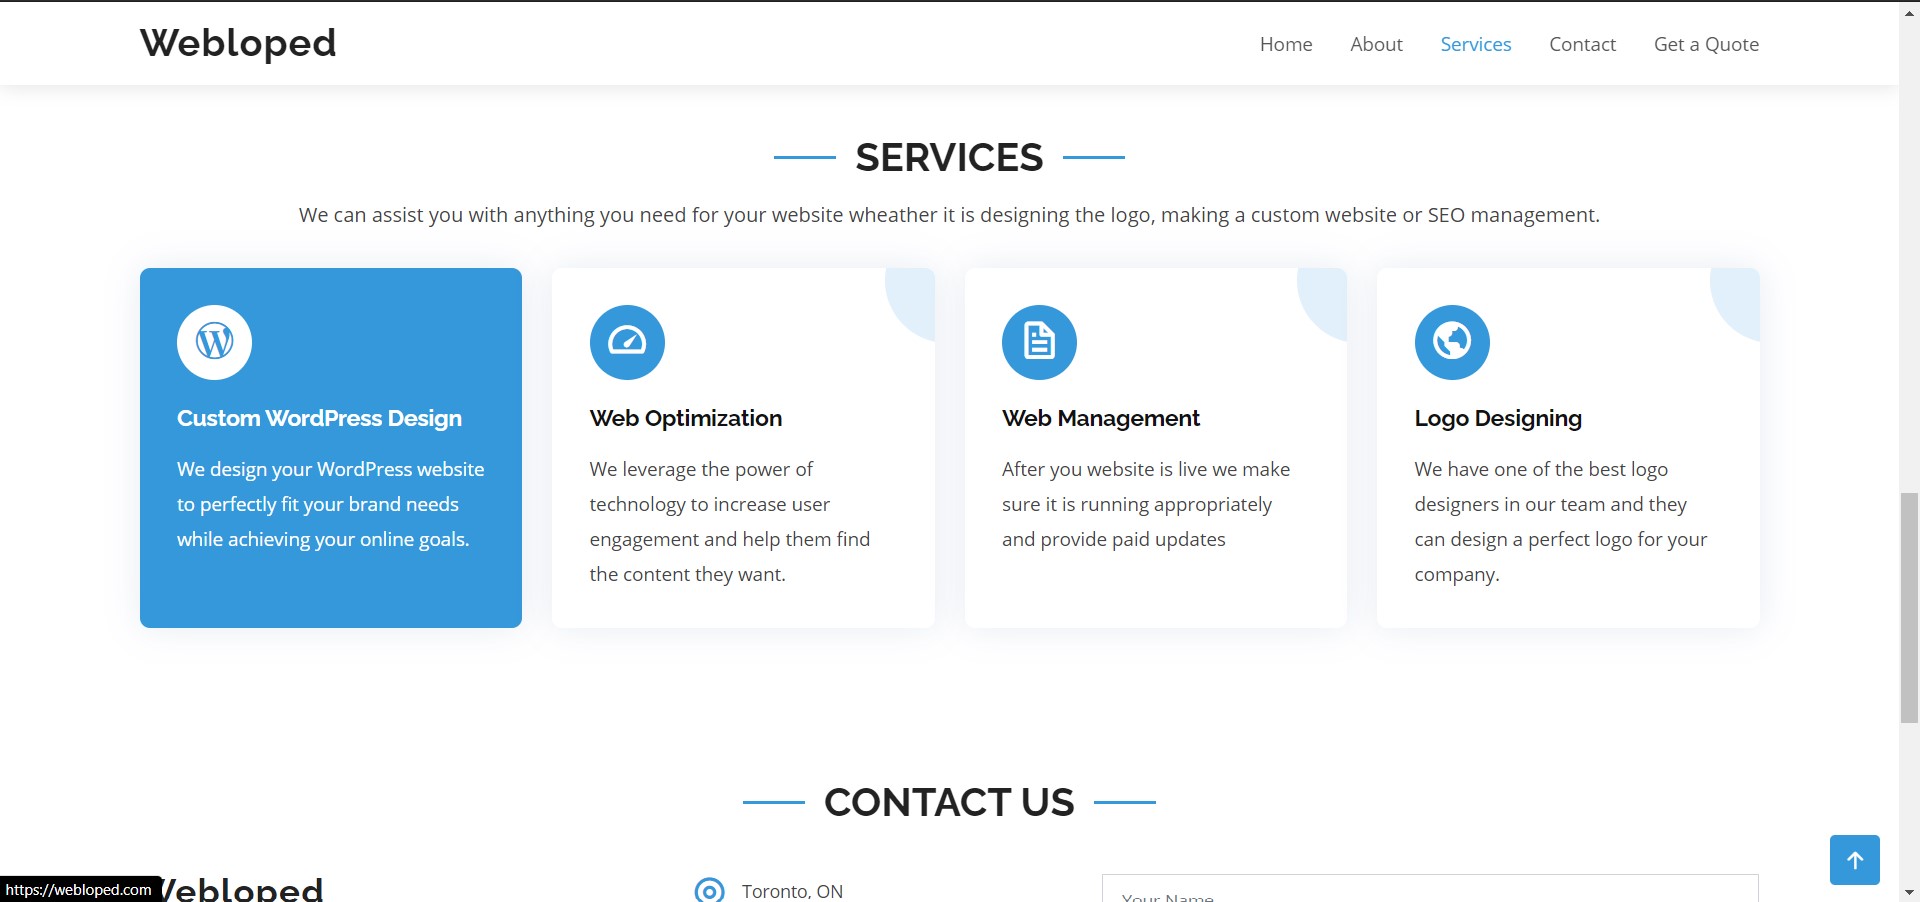 Webloped
Home About Services Contact Get a Quote
SERVICES
We can assist you with anything you need for your website wheather it is designing the logo, making a custom website or SEO management.
Custom WordPress Design
We design your WordPress website
to perfectly fit your brand needs
while achieving your online goals.
Web Optimization
We leverage the power of
technology to increase user
engagement and help them find
the content they want.
Web Management
After you website is live we make
sure it is running appropriately
and provide paid updates
Logo Designing
We have one of the best logo
designers in our team and they
can design a perfect logo for your
company.
CONTACT US
Webloped
Toronto, ON
Your Name
https://webloped.com